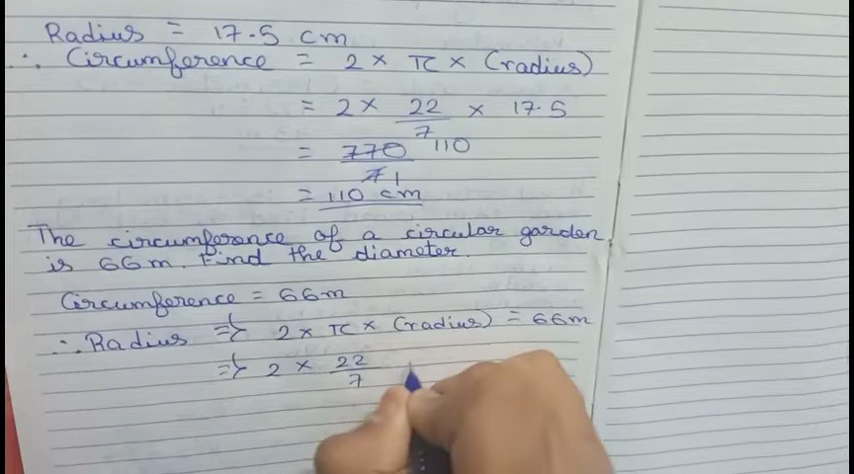 Radius = 17.5 cm
∴ Circumference = 2 × π × (radius)
= 2 × 22/7 × 17.5
= 770/7 110 1
= 110 cm
The circumference of a circular garden
is 66m. Find the diameter.
Circumference = 66m
∴ Radius ⇒ 2 × π × (radius) = 66m
⇒ 2 × 22/7